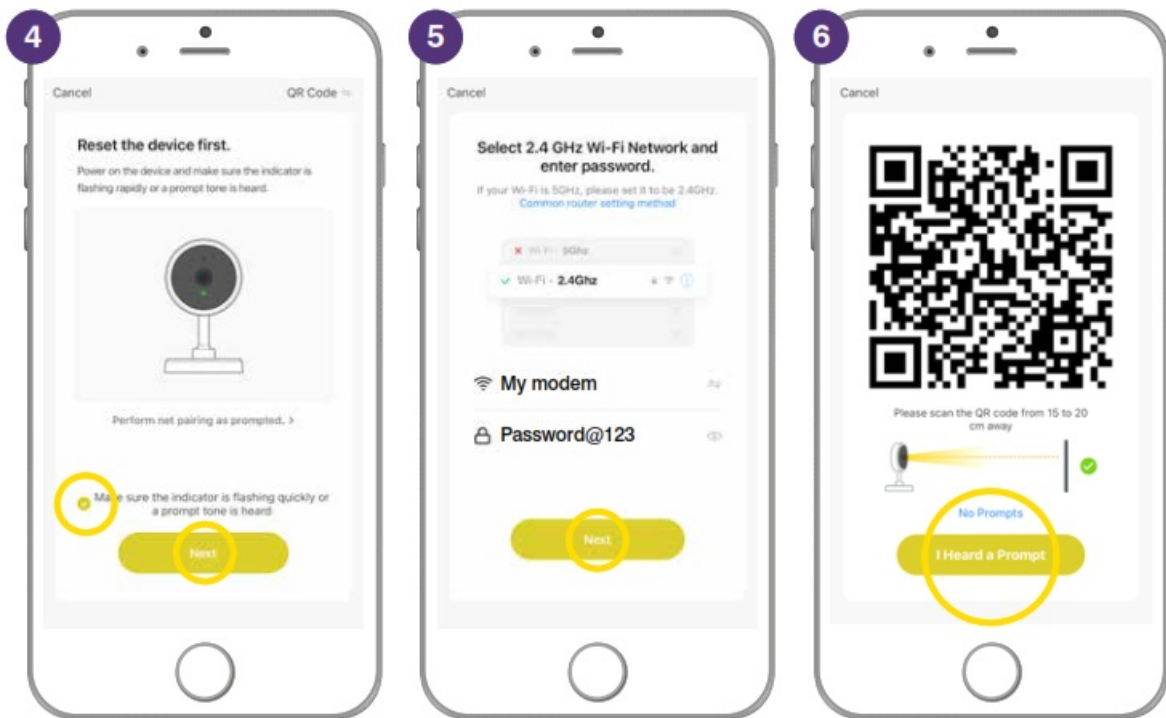 4
Cancel
QR Code
Reset the device first.
Power on the device and make sure the indicator is
flashing rapidly or a prompt tone is heard.
Perform net pairing as prompted. >
Make sure the indicator is flashing quickly or
a prompt tone is heard
Next
5
Cancel
Select 2.4 GHz Wi-Fi Network and
enter password.
If your Wi-Fi is 5GHz, please set it to be 2.4GHz.
Common router setting method
Wi-Fi - 5Ghz
Wi-Fi - 2.4Ghz
My modem
Password@123
Next
6
Cancel
Please scan the QR code from 15 to 20
cm away
No Prompts
I Heard a Prompt